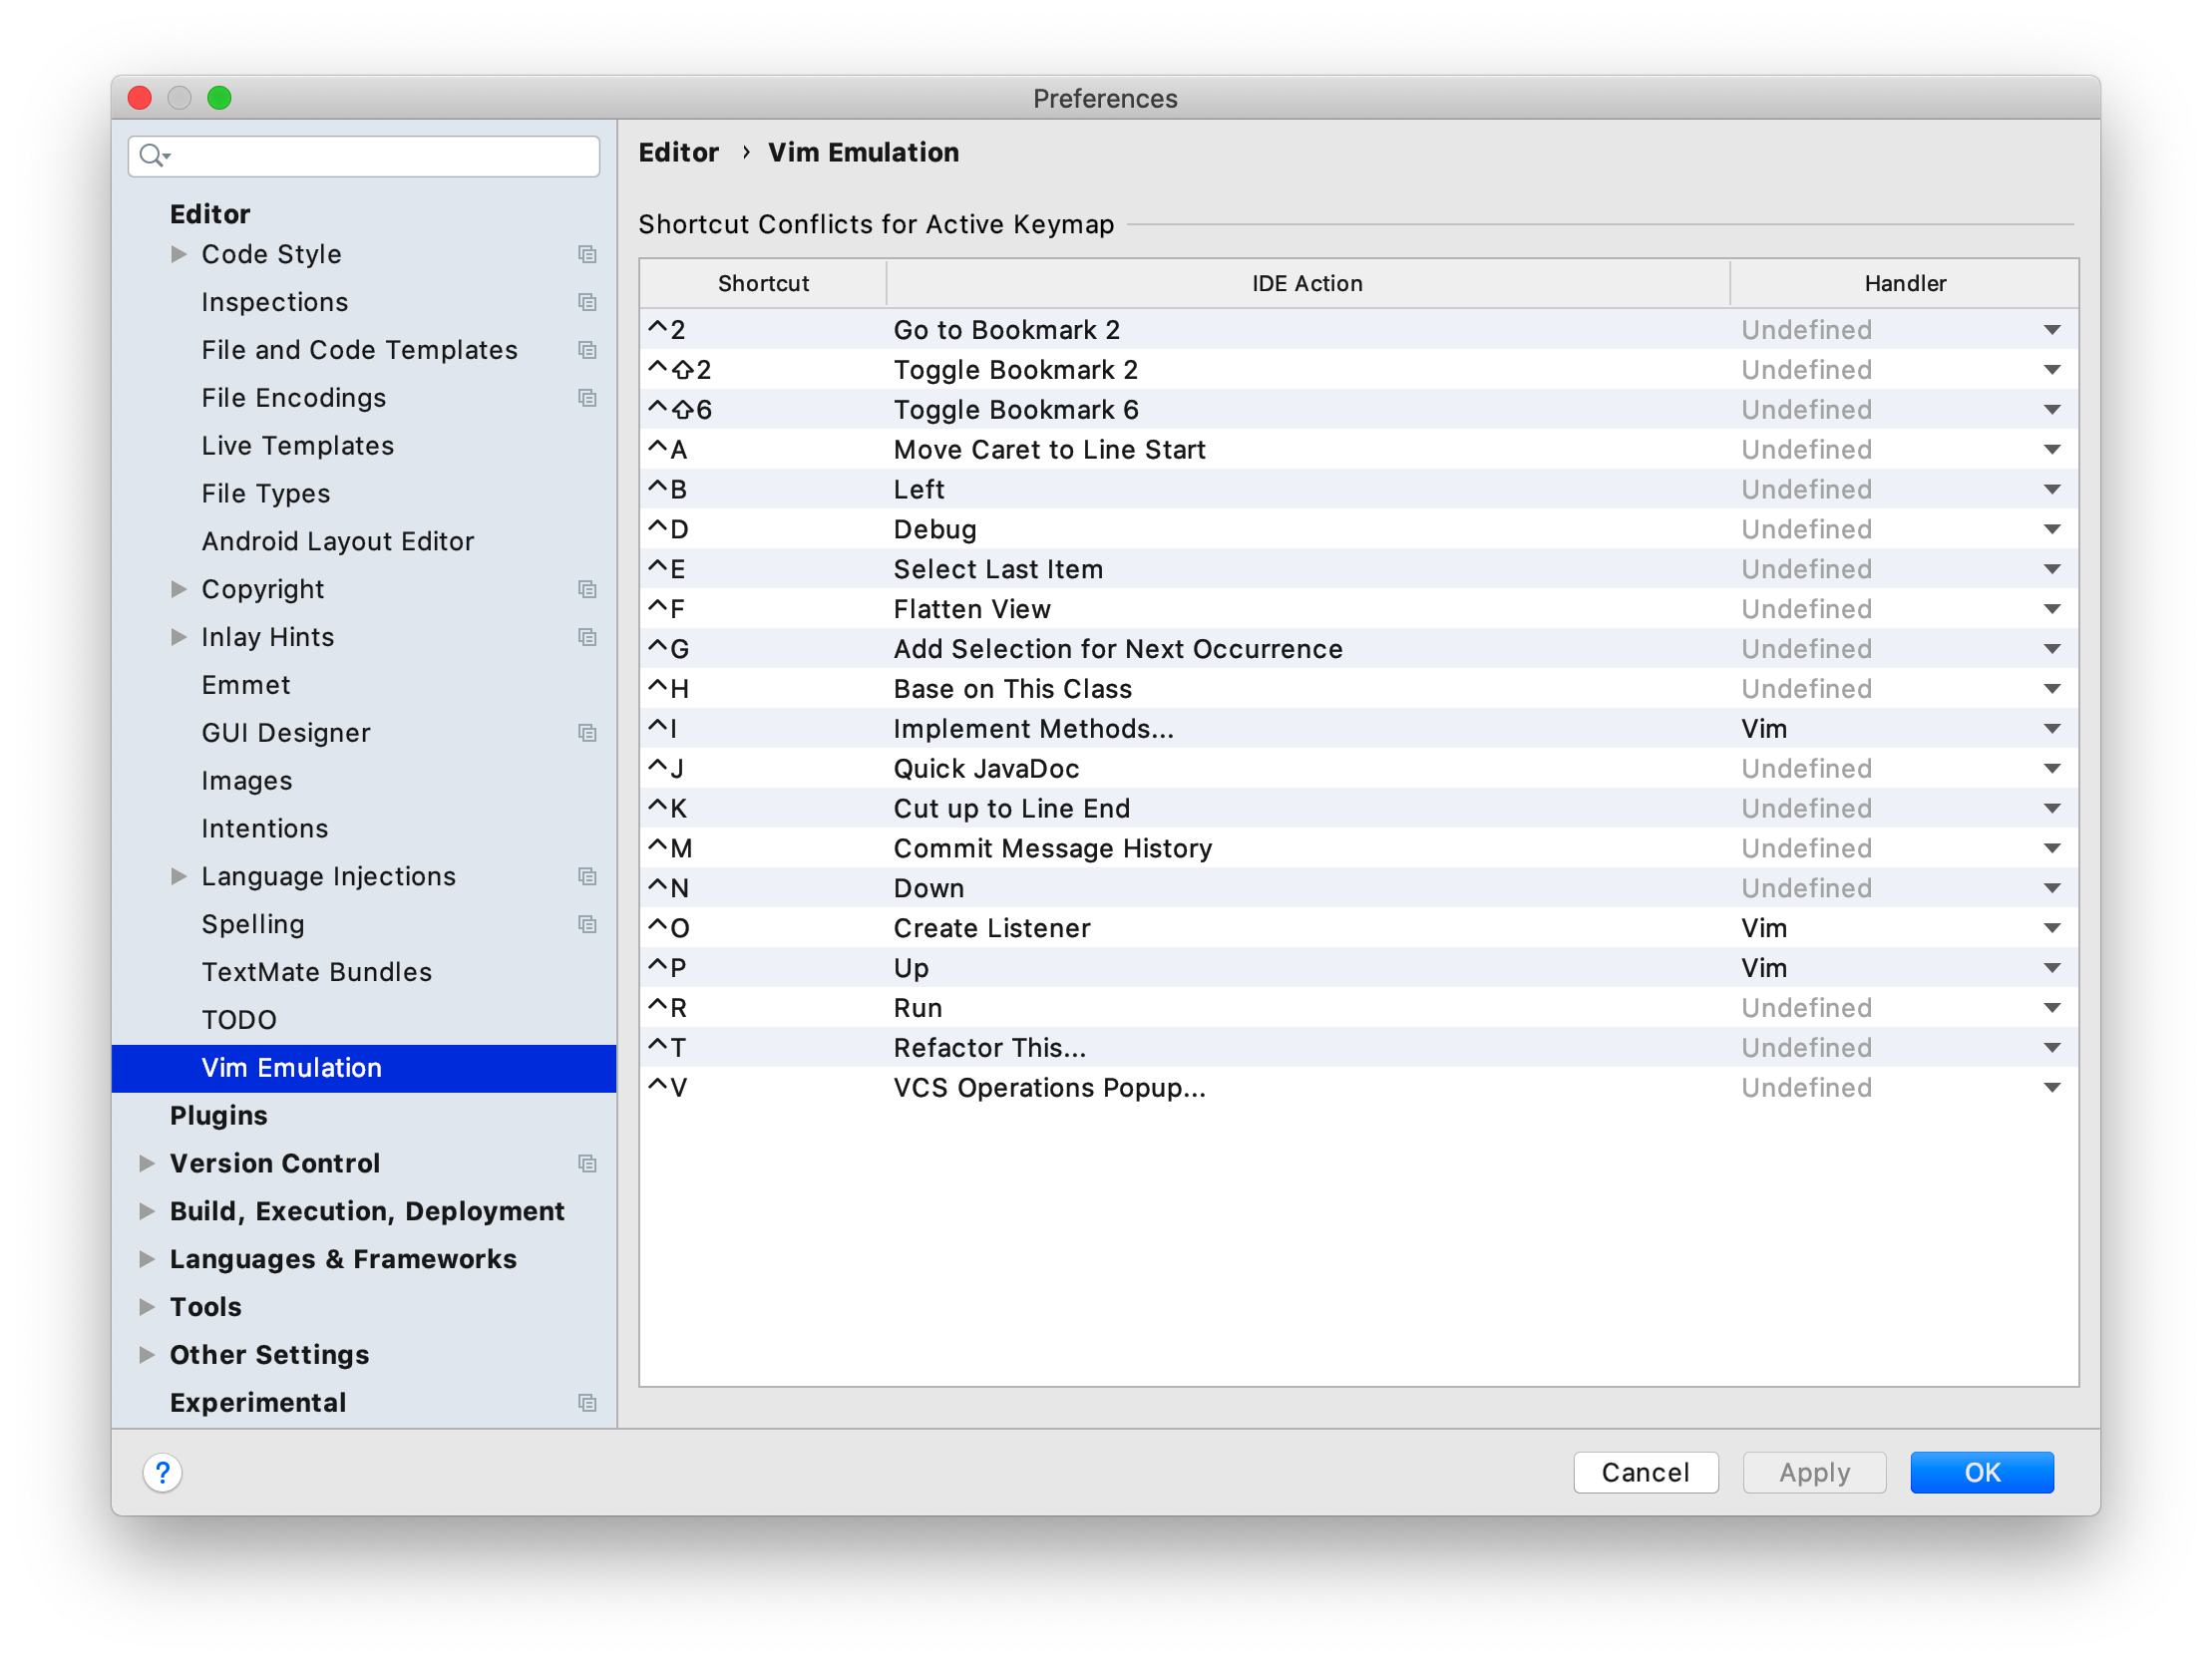 Preferences
Editor
Code Style
Inspections
File and Code Templates
File Encodings
Live Templates
File Types
Android Layout Editor
Copyright
Inlay Hints
Emmet
GUI Designer
Images
Intentions
Language Injections
Spelling
TextMate Bundles
TODO
Vim Emulation
Plugins
Version Control
Build, Execution, Deployment
Languages & Frameworks
Tools
Other Settings
Experimental
Editor › Vim Emulation
Shortcut Conflicts for Active Keymap
Shortcut IDE Action Handler
^2 Go to Bookmark 2 Undefined
^⇧2 Toggle Bookmark 2 Undefined
^⇧6 Toggle Bookmark 6 Undefined
^A Move Caret to Line Start Undefined
^B Left Undefined
^D Debug Undefined
^E Select Last Item Undefined
^F Flatten View Undefined
^G Add Selection for Next Occurrence Undefined
^H Base on This Class Undefined
^I Implement Methods... Vim
^J Quick JavaDoc Undefined
^K Cut up to Line End Undefined
^M Commit Message History Undefined
^N Down Undefined
^O Create Listener Vim
^P Up Vim
^R Run Undefined
^T Refactor This... Undefined
^V VCS Operations Popup... Undefined
? Cancel Apply OK